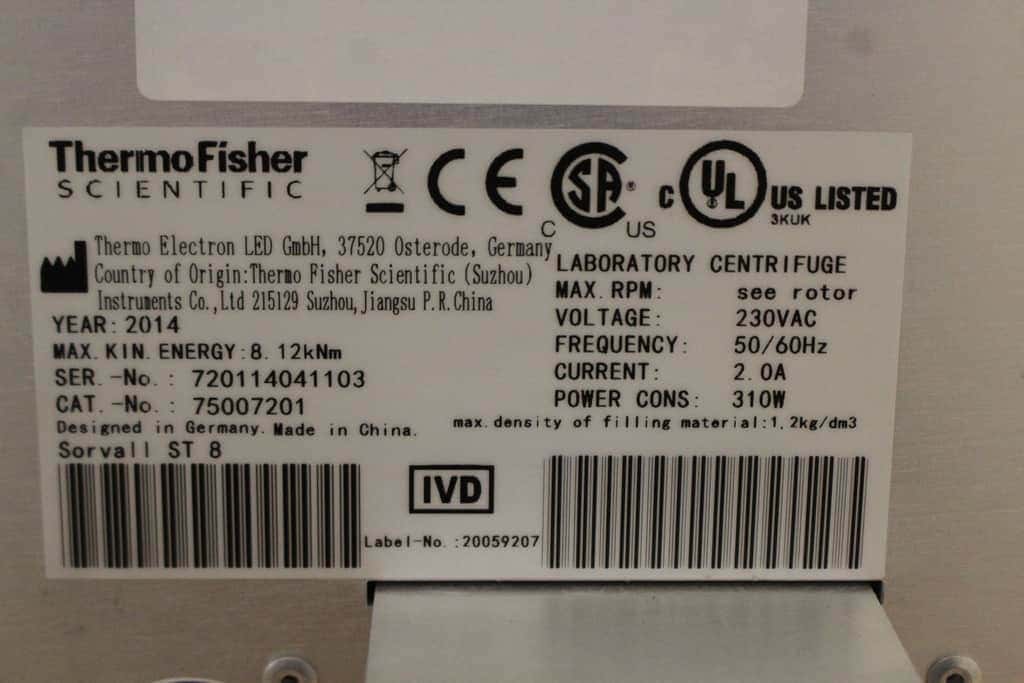 ThermoFisher
SCIENTIFIC
CE
SA
C US
C UL US LISTED
3KUK
Thermo Electron LED GmbH, 37520 Osterode, Germany
Country of Origin:Thermo Fisher Scientific (Suzhou)
Instruments Co.,Ltd 215129 Suzhou,Jiangsu P.R.China
YEAR: 2014
MAX. KIN. ENERGY:8.12kNm
SER. -No. : 720114041103
CAT. -No. : 75007201
Designed in Germany. Made in China.
Sorvall ST 8
LABORATORY CENTRIFUGE
MAX. RPM: see rotor
VOLTAGE: 230VAC
FREQUENCY: 50/60Hz
CURRENT: 2.0A
POWER CONS: 310W
max.density of filling material:1,2kg/dm3
IVD
Label-No.:20059207